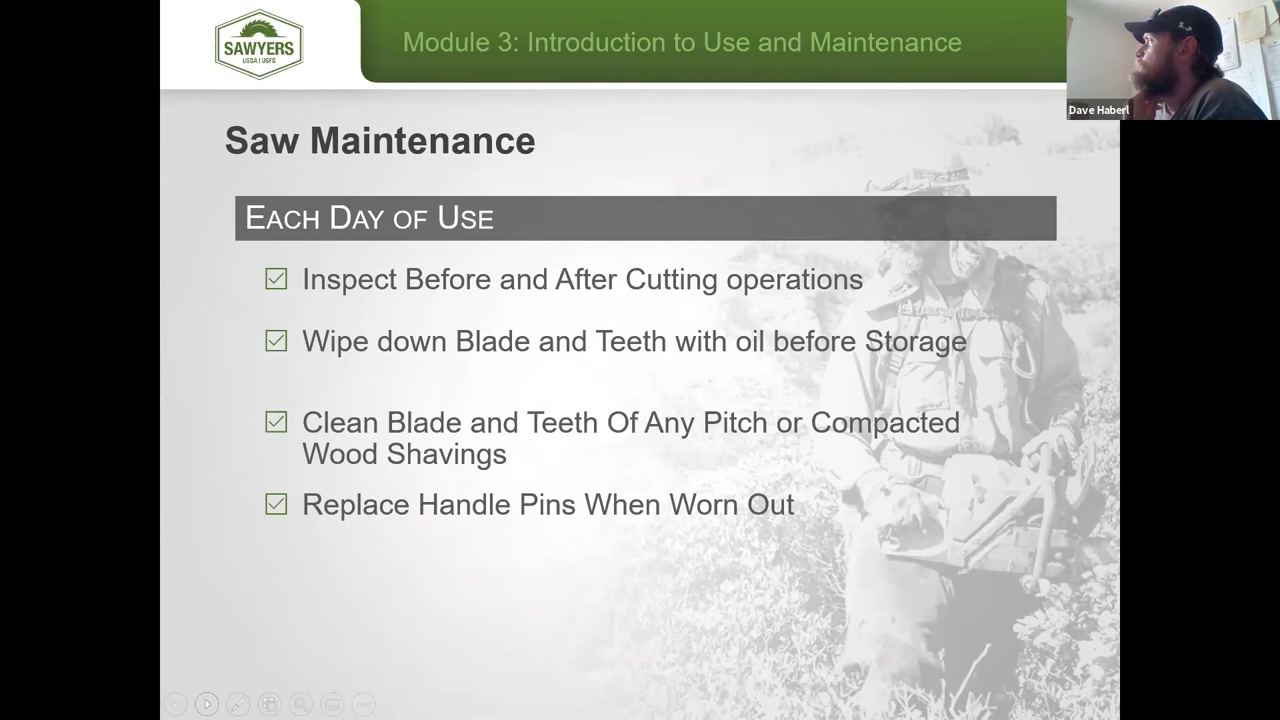 SAWYERS
USDA | USFS
Module 3: Introduction to Use and Maintenance
Dave Haberl
Saw Maintenance
EACH DAY OF USE
Inspect Before and After Cutting operations
Wipe down Blade and Teeth with oil before Storage
Clean Blade and Teeth Of Any Pitch or Compacted
Wood Shavings
Replace Handle Pins When Worn Out